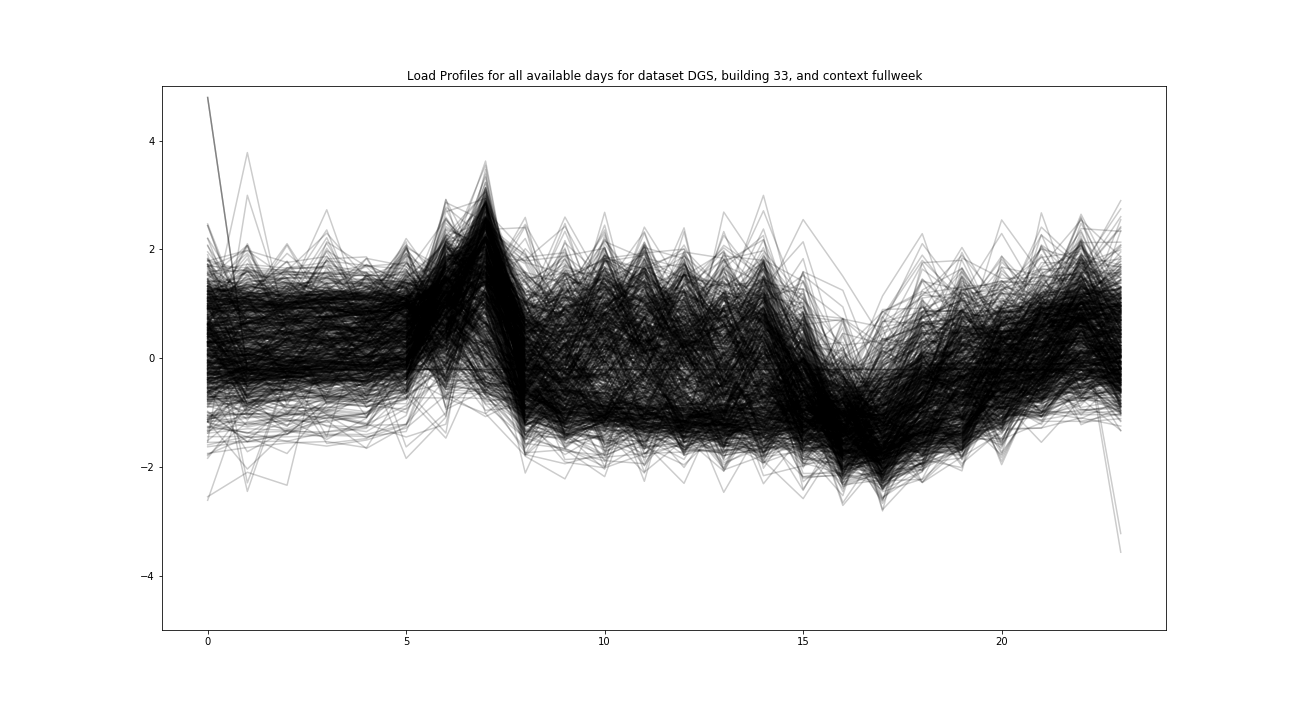 Load Profiles for all available days for dataset DGS, building 33, and context fullweek
4
2
0
−2
−4
0 5 10 15 20